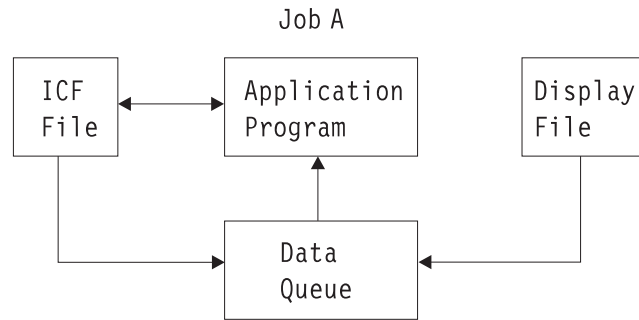 Job A
ICF
File
Application
Program
Display
File
Data
Queue